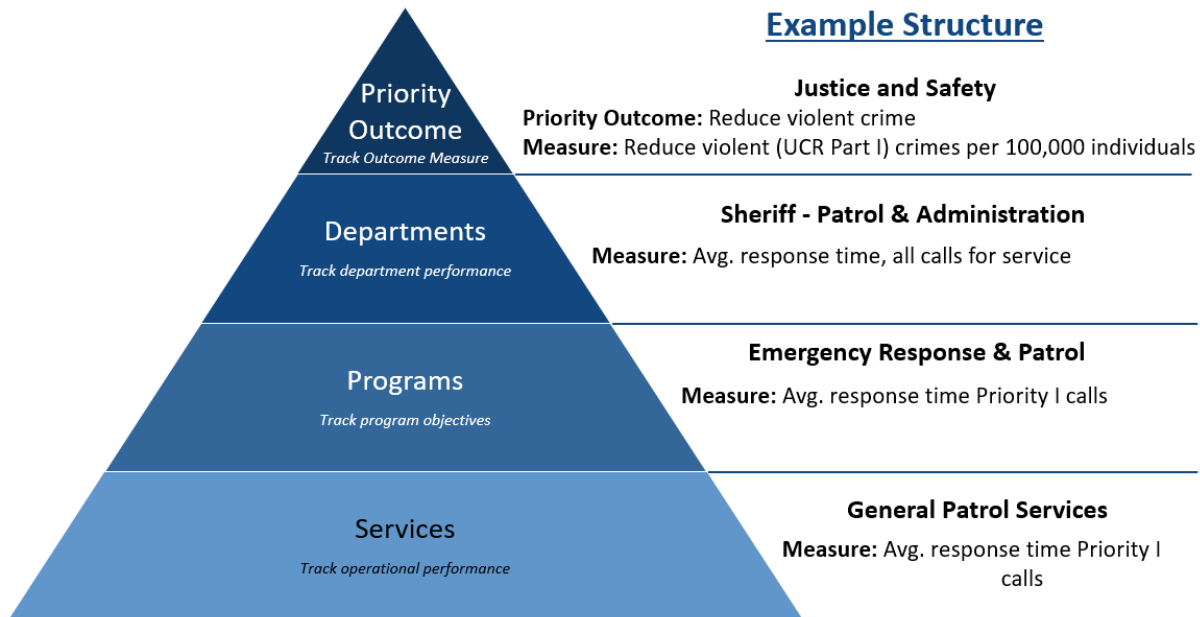 Example Structure
Priority
Outcome
Track Outcome Measure
Justice and Safety
Priority Outcome: Reduce violent crime
Measure: Reduce violent (UCR Part I) crimes per 100,000 individuals
Departments
Track department performance
Sheriff - Patrol & Administration
Measure: Avg. response time, all calls for service
Programs
Track program objectives
Emergency Response & Patrol
Measure: Avg. response time Priority I calls
Services
Track operational performance
General Patrol Services
Measure: Avg. response time Priority I
calls